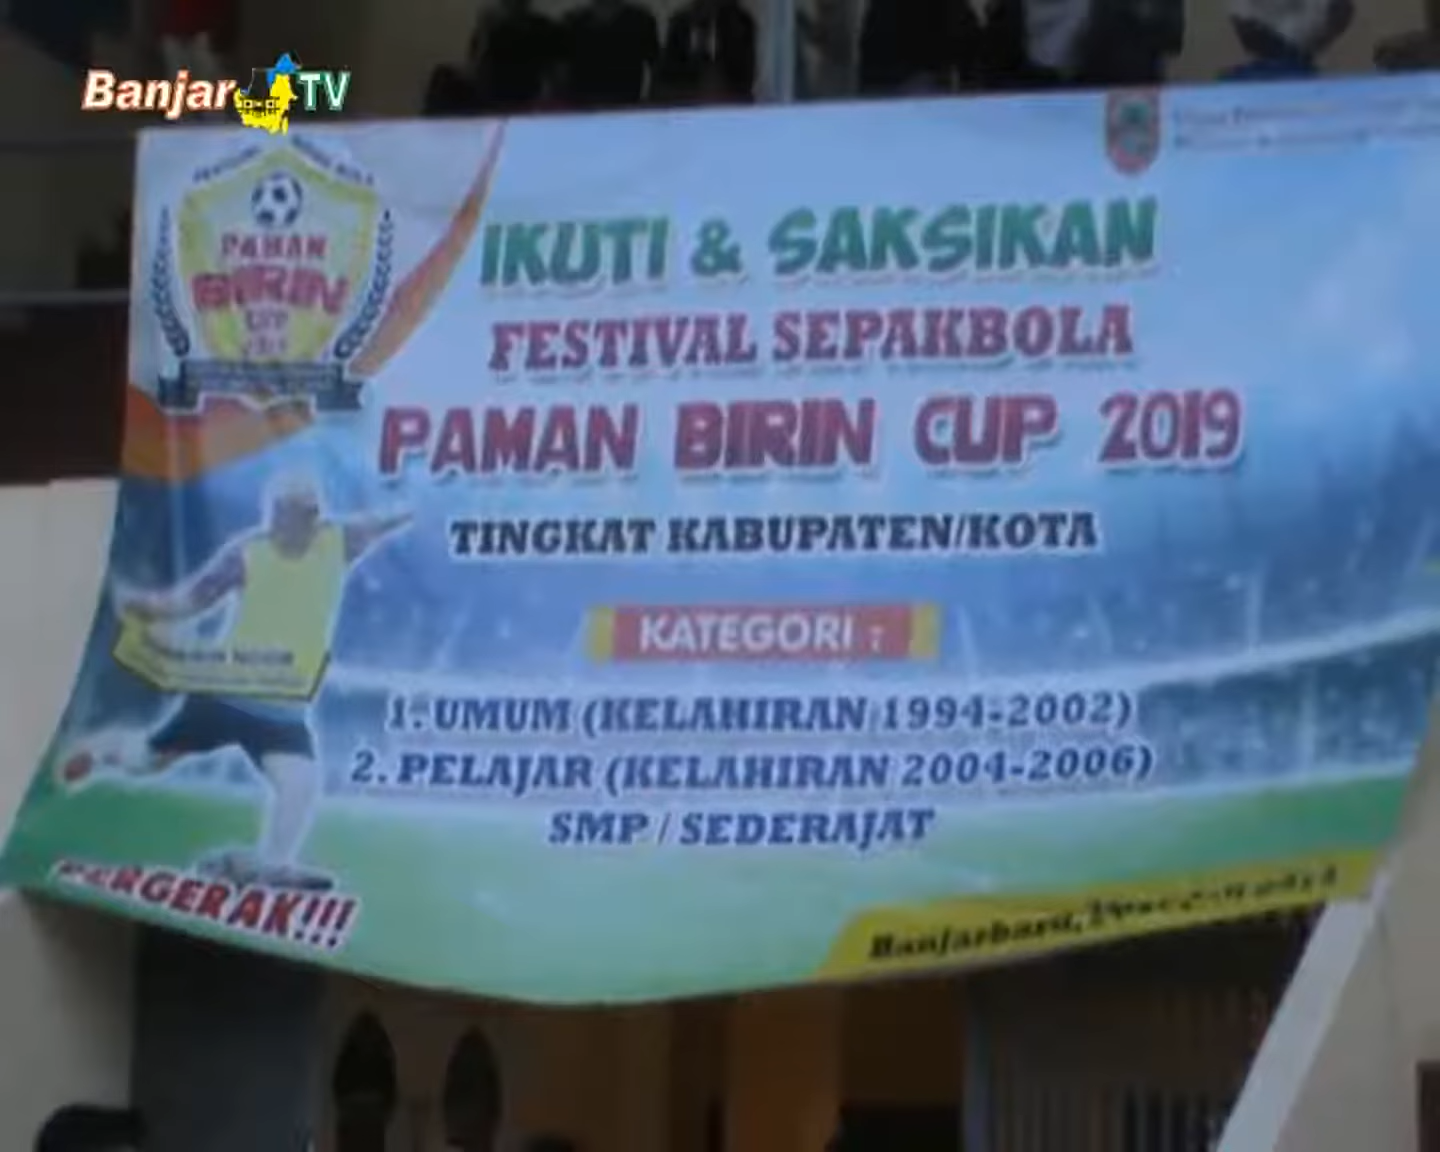 Banjar TV
PAMAN
BIRIN
CUP
IKUTI & SAKSIKAN
FESTIVAL SEPAKBOLA
PAMAN BIRIN CUP 2019
TINGKAT KABUPATEN/KOTA
KATEGORI :
1. UMUM (KELAHIRAN 1994-2002)
2. PELAJAR (KELAHIRAN 2004-2006)
SMP / SEDERAJAT
BERGERAK!!!
Banjarbaru,